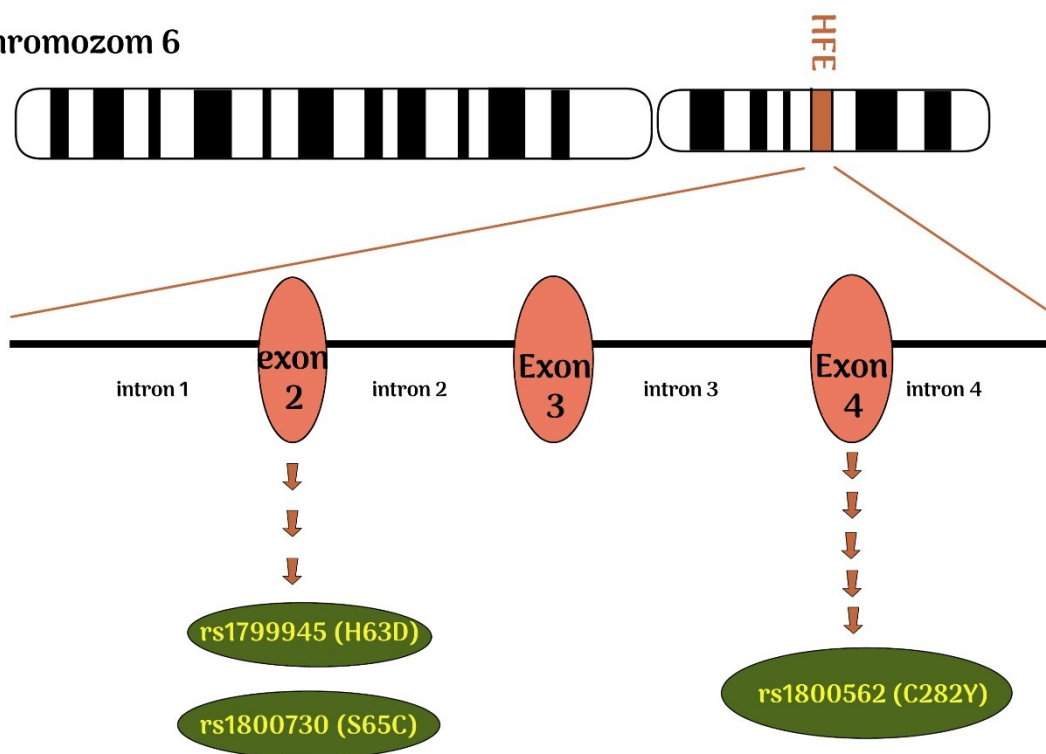 hromozom 6
HFE
exon
2
Exon
3
Exon
4
intron 1
intron 2
intron 3
intron 4
rs1799945 (H63D)
rs1800730 (S65C)
rs1800562 (C282Y)